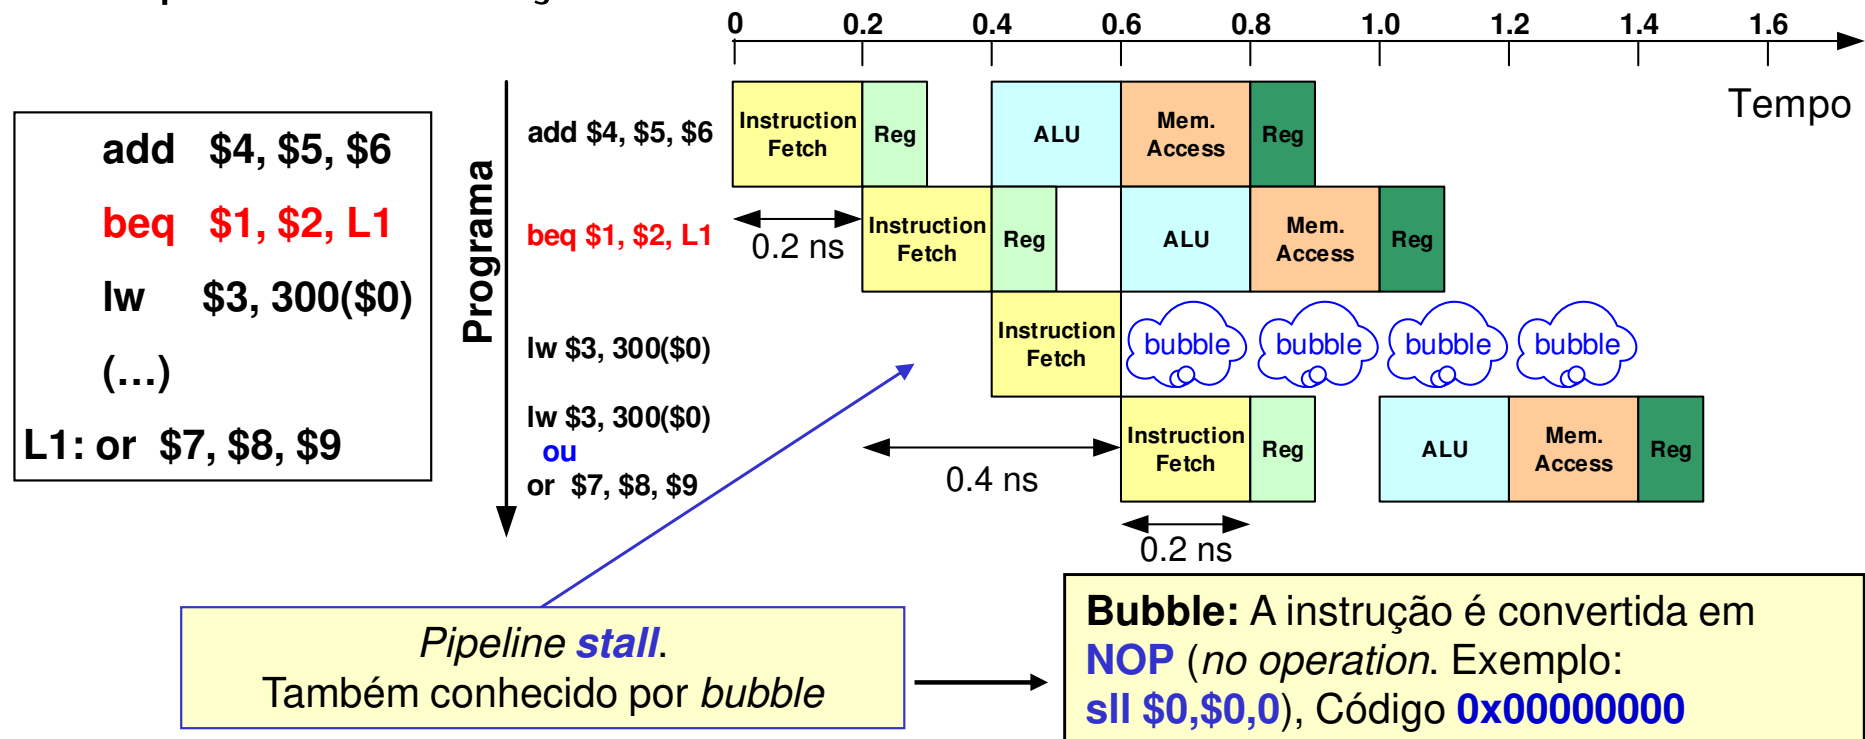 0 0.2 0.4 0.6 0.8 1.0 1.2 1.4 1.6
Tempo
add $4, $5, $6
beq $1, $2, L1
lw $3, 300($0)
(...)
L1: or $7, $8, $9
Programa
add $4, $5, $6
Instruction
Fetch
Reg
ALU
Mem.
Access
Reg
beq $1, $2, L1
0.2 ns
Instruction
Fetch
Reg
ALU
Mem.
Access
Reg
lw $3, 300($0)
Instruction
Fetch
bubble
bubble
bubble
bubble
lw $3, 300($0)
ou
or $7, $8, $9
0.4 ns
Instruction
Fetch
Reg
ALU
Mem.
Access
Reg
0.2 ns
Pipeline stall.
Também conhecido por bubble
Bubble: A instrução é convertida em
NOP (no operation. Exemplo:
sll $0,$0,0), Código 0x00000000